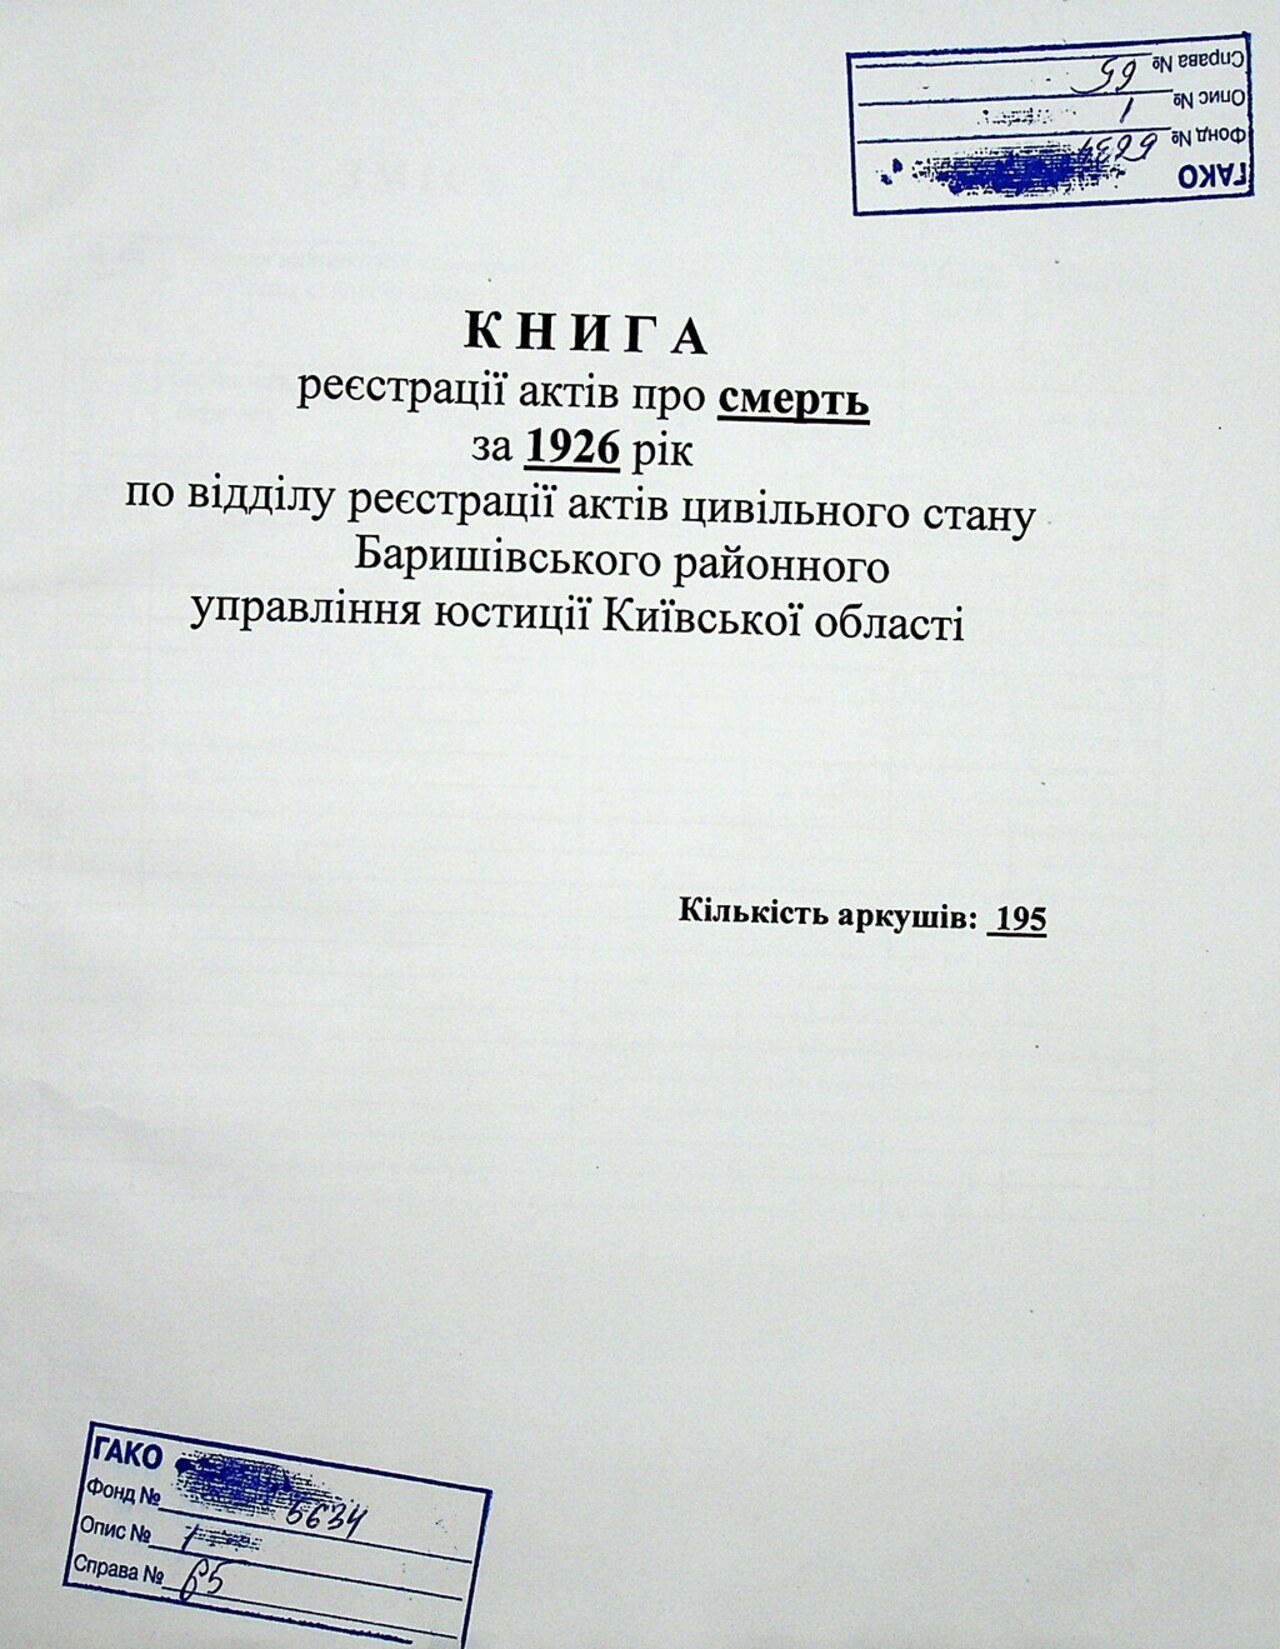 ГАКО
Фонд № 5634
Опис № 1
Справа № 65
К Н И Г А
реєстрації актів про смерть
за 1926 рік
по відділу реєстрації актів цивільного стану
Баришівського районного
управління юстиції Київської області
Кількість аркушів: 195
ГАКО
Фонд № 5634
Опис № 1
Справа № 65